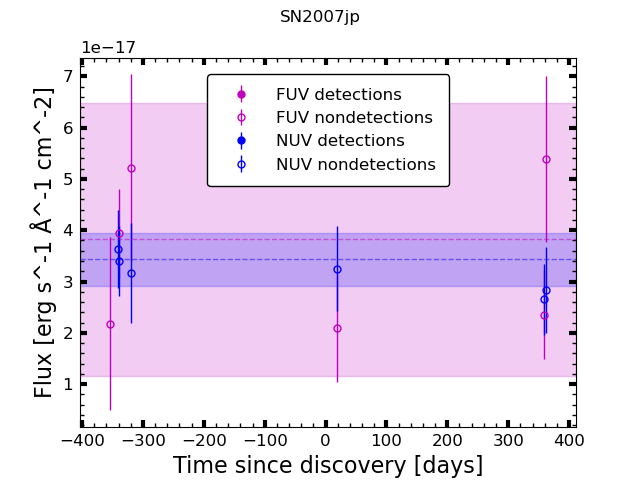 SN2007jp
1e−17
7
6
5
4
3
2
1
FUV detections
FUV nondetections
NUV detections
NUV nondetections
Flux [erg s^-1 Å^-1 cm^-2]
−400 −300 −200 −100 0 100 200 300 400
Time since discovery [days]